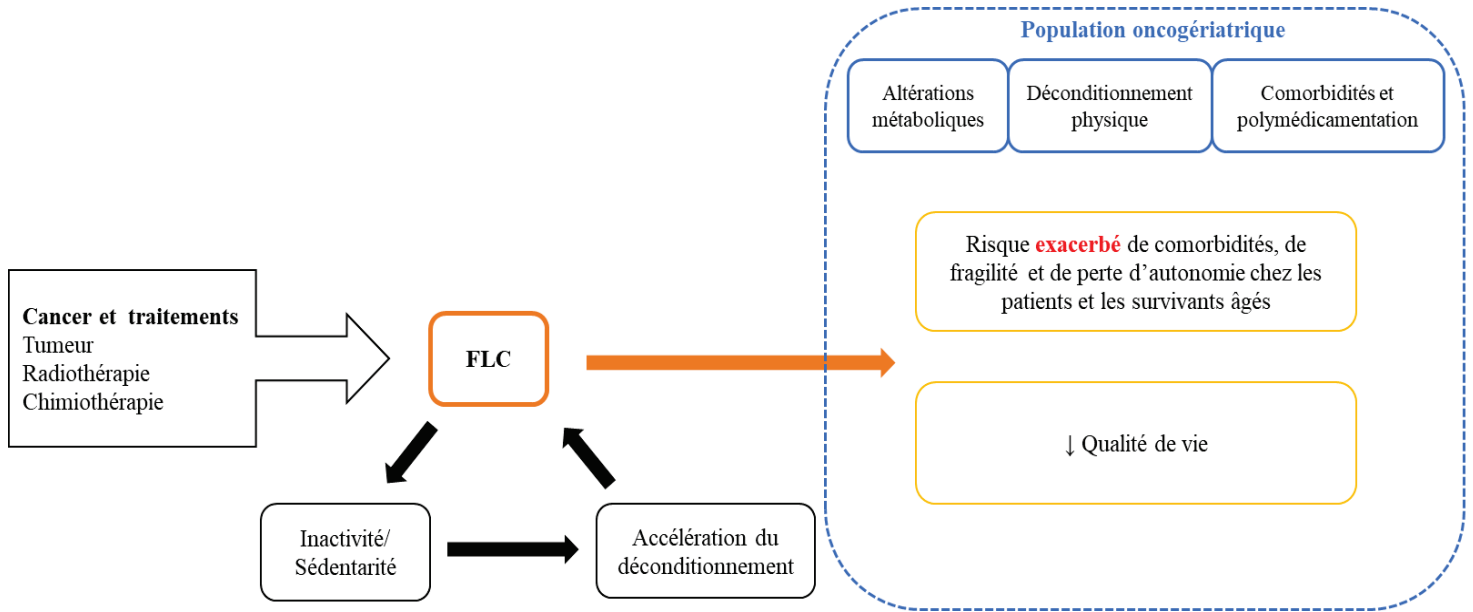 Population oncogériatrique
Altérations
métaboliques
Déconditionnement
physique
Comorbidités et
polymédicamentation
Risque exacerbé de comorbidités, de
fragilité et de perte d’autonomie chez les
patients et les survivants âgés
Cancer et traitements
Tumeur
Radiothérapie
Chimiothérapie
FLC
↓ Qualité de vie
Inactivité/
Sédentarité
Accélération du
déconditionnement